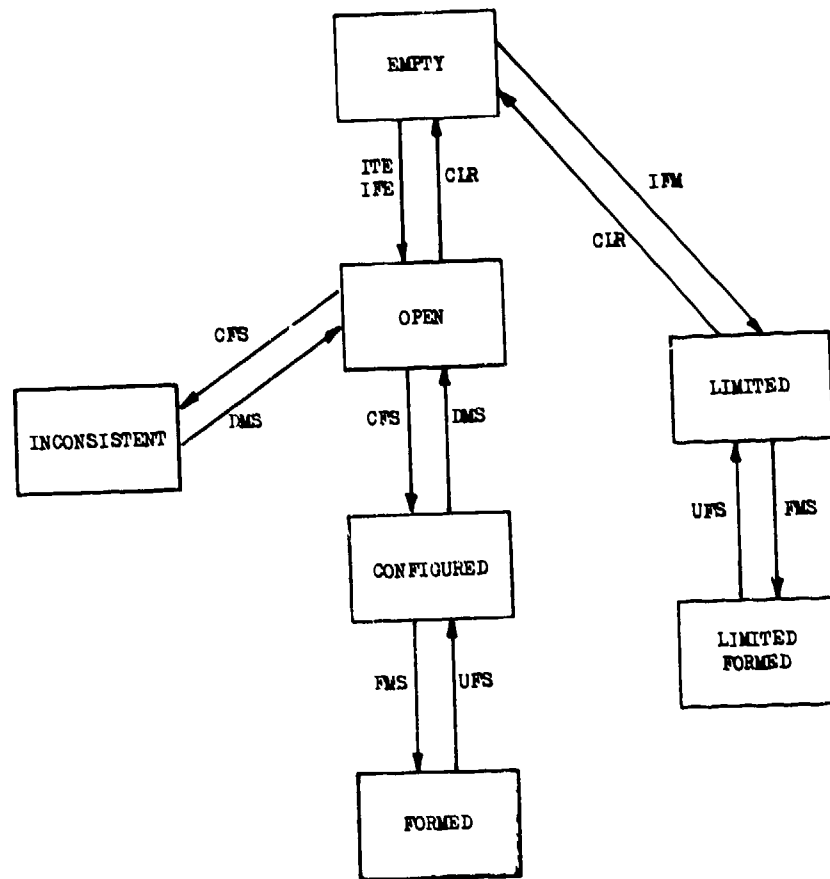 EMPTY
ITE
IFE
CLR
IFM
CLR
OPEN
CFS
LIMITED
DMS
INCONSISTENT
CFS
DMS
UFS
FMS
CONFIGURED
LIMITED
FORMED
FMS
UFS
FORMED